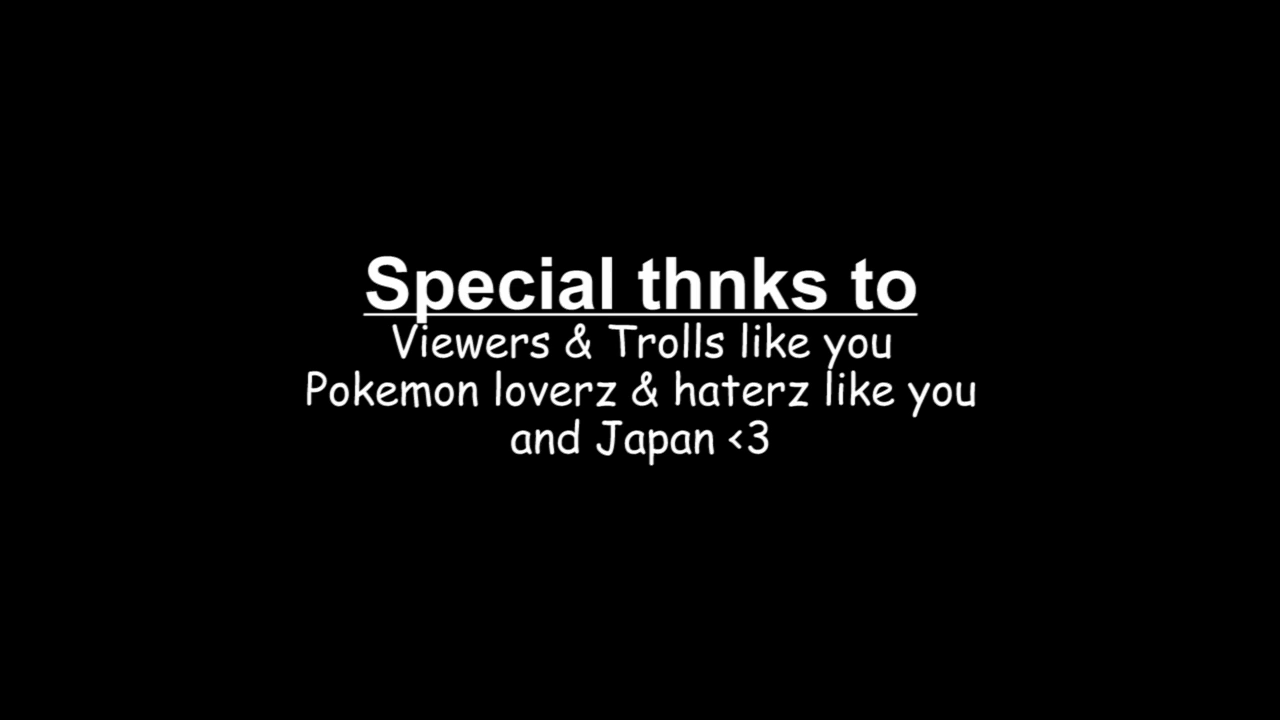 Special thnks to
Viewers & Trolls like you
Pokemon loverz & haterz like you
and Japan <3